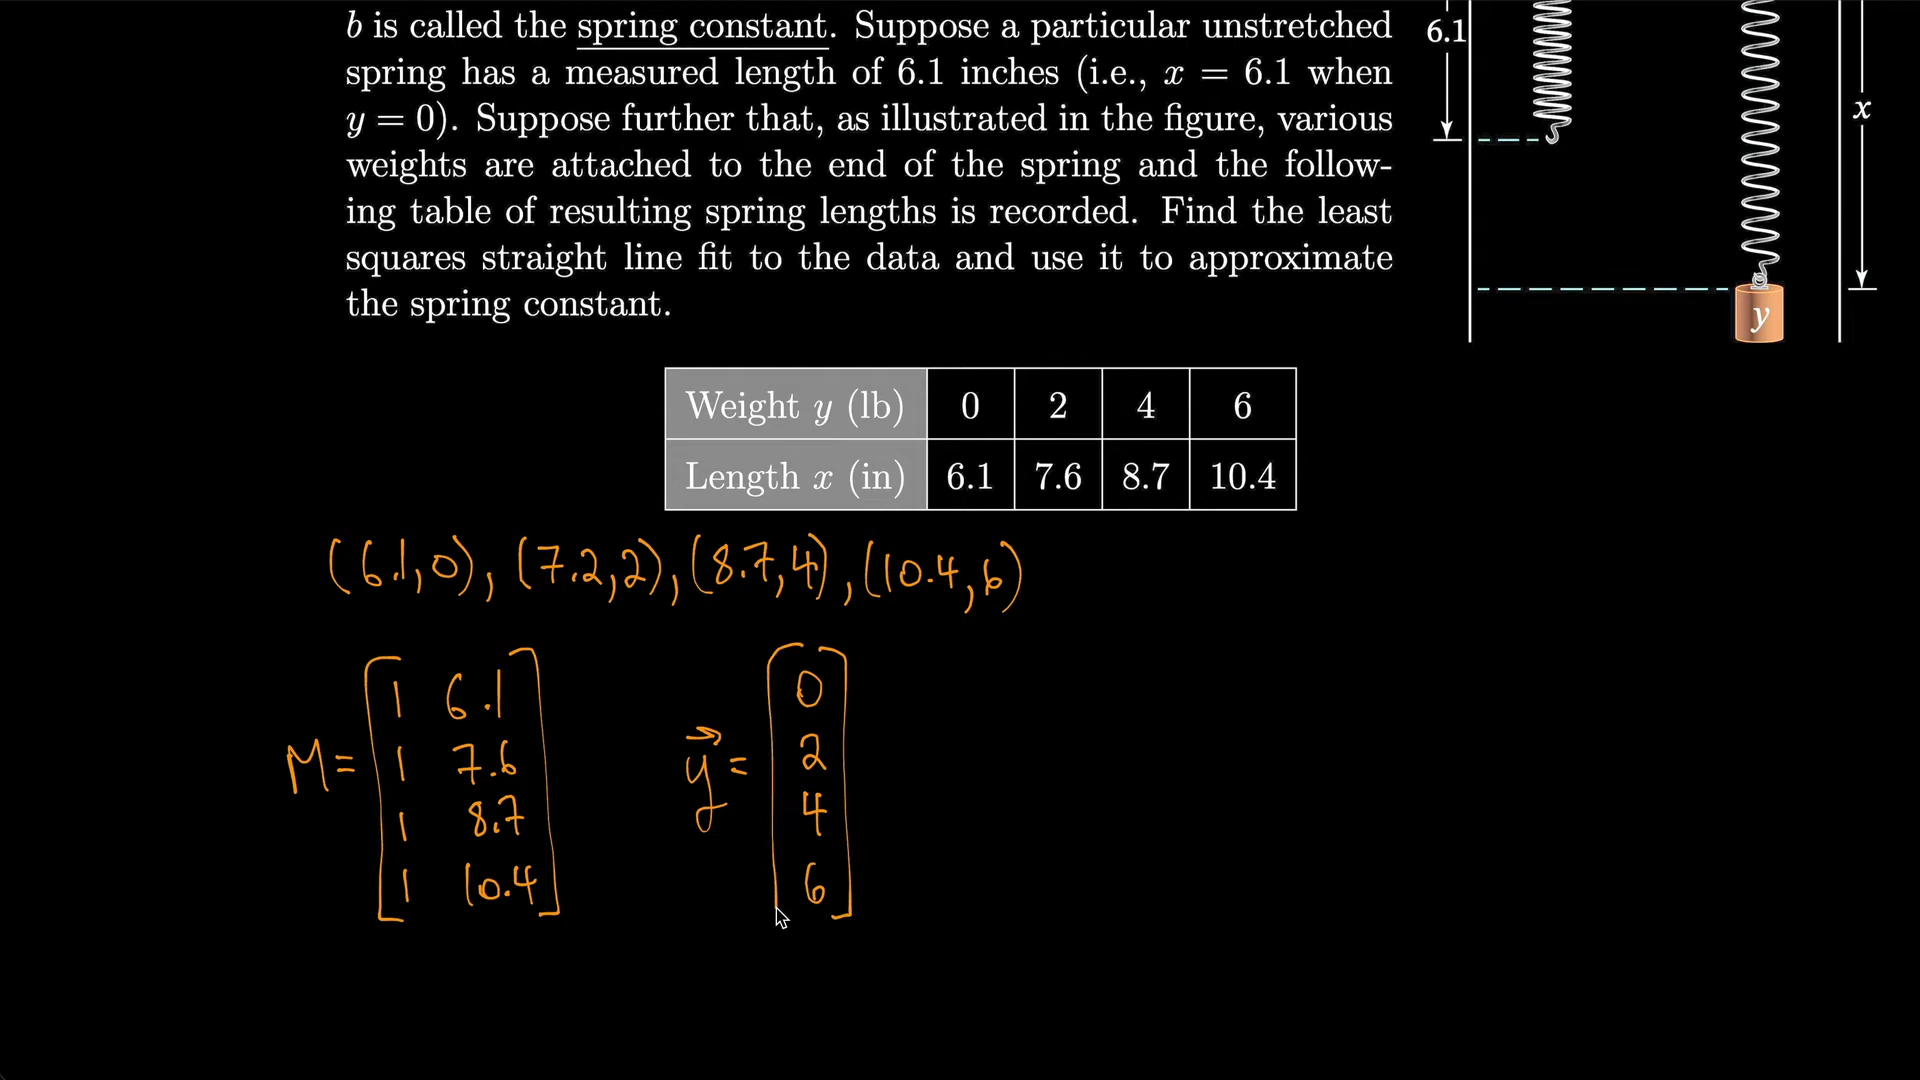 b is called the spring constant. Suppose a particular unstretched
spring has a measured length of 6.1 inches (i.e., x = 6.1 when
y = 0). Suppose further that, as illustrated in the figure, various
weights are attached to the end of the spring and the follow-
ing table of resulting spring lengths is recorded. Find the least
squares straight line fit to the data and use it to approximate
the spring constant.
6.1
x
y
Weight y (lb) 0 2 4 6
Length x (in) 6.1 7.6 8.7 10.4
(6.1,0), (7.2,2), (8.7,4), (10.4,6)
M = [1 6.1
1 7.6
1 8.7
1 10.4]
y⃗ = [0
2
4
6]